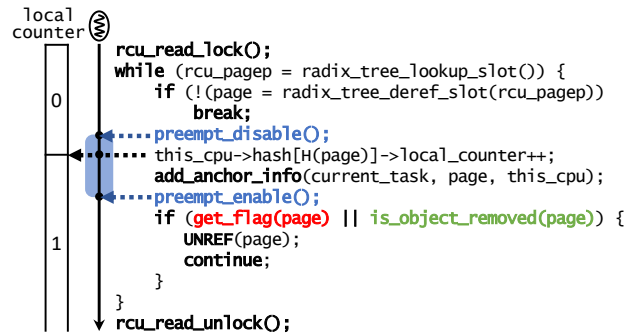 local
counter
rcu_read_lock();
while (rcu_pagep = radix_tree_lookup_slot()) {
if (!(page = radix_tree_deref_slot(rcu_pagep))
break;
0
preempt_disable();
this_cpu->hash[H(page)]->local_counter++;
add_anchor_info(current_task, page, this_cpu);
preempt_enable();
if (get_flag(page) || is_object_removed(page)) {
1
UNREF(page);
continue;
}
}
rcu_read_unlock();